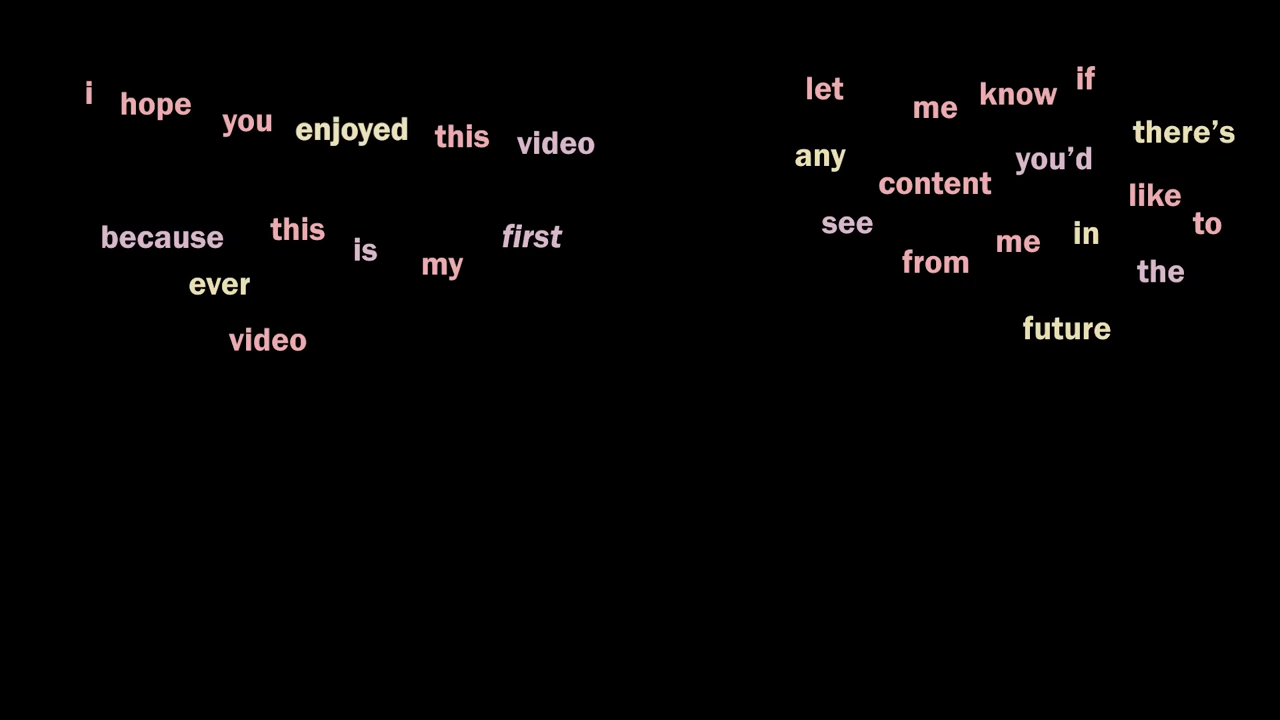 i hope you enjoyed this video
because this is my first
ever
video
let me know if
there’s
any content you’d
like
see from me in to
the
future